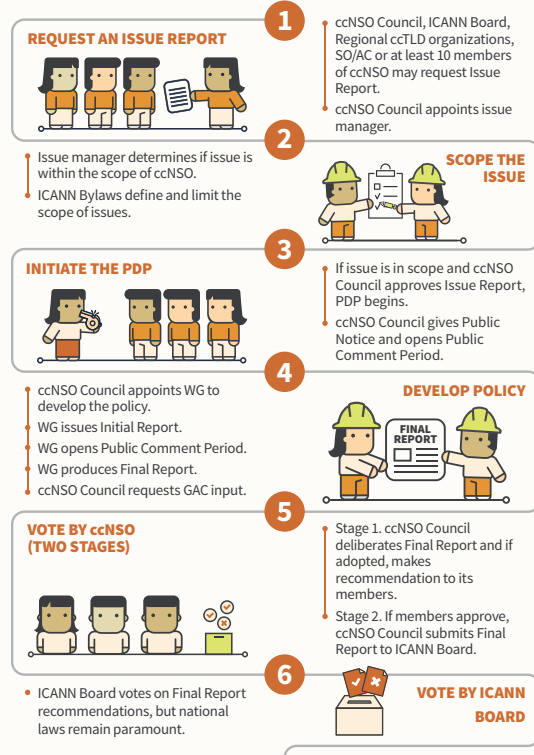 1
REQUEST AN ISSUE REPORT
ccNSO Council, ICANN Board,
Regional ccTLD organizations,
SO/AC or at least 10 members
of ccNSO may request Issue
Report.
ccNSO Council appoints issue
manager.
2
SCOPE THE
ISSUE
Issue manager determines if issue is
within the scope of ccNSO.
ICANN Bylaws define and limit the
scope of issues.
3
INITIATE THE PDP
If issue is in scope and ccNSO
Council approves Issue Report,
PDP begins.
ccNSO Council gives Public
Notice and opens Public
Comment Period.
4
DEVELOP POLICY
ccNSO Council appoints WG to
develop the policy.
WG issues Initial Report.
WG opens Public Comment Period.
WG produces Final Report.
ccNSO Council requests GAC input.
FINAL
REPORT
5
VOTE BY ccNSO
(TWO STAGES)
Stage 1. ccNSO Council
deliberates Final Report and if
adopted, makes
recommendation to its
members.
Stage 2. If members approve,
ccNSO Council submits Final
Report to ICANN Board.
6
VOTE BY ICANN
BOARD
ICANN Board votes on Final Report
recommendations, but national
laws remain paramount.